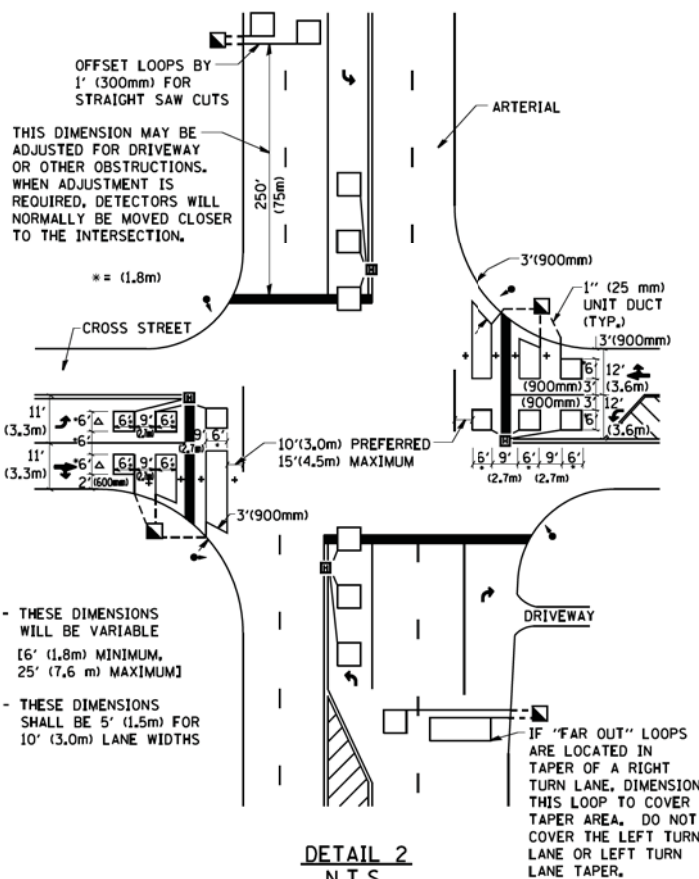 OFFSET LOOPS BY
1' (300mm) FOR
STRAIGHT SAW CUTS
ARTERIAL
THIS DIMENSION MAY BE
ADJUSTED FOR DRIVEWAY
OR OTHER OBSTRUCTIONS.
WHEN ADJUSTMENT IS
REQUIRED, DETECTORS WILL
NORMALLY BE MOVED CLOSER
TO THE INTERSECTION.
250'
(75m)
* = (1.8m)
3'(900mm)
1" (25 mm)
UNIT DUCT
(TYP.)
CROSS STREET
3'(900mm)
6' 12'
(900mm) 3' (3.6m)
(900mm) 3' 12'
6'
(3.6m)
11'
(3.3m)
*6' 6' 9' 6'
(2.7m)
9' 6'
(2.7m) *
11'
(3.3m)
*6' 6' 9' 6'
(2.7m)
2' (600mm)
10'(3.0m) PREFERRED
15'(4.5m) MAXIMUM
6' 9' 6' 9' 6'
* * *
(2.7m) (2.7m)
3'(900mm)
- THESE DIMENSIONS
WILL BE VARIABLE
[6' (1.8m) MINIMUM,
25' (7.6 m) MAXIMUM]
DRIVEWAY
- THESE DIMENSIONS
SHALL BE 5' (1.5m) FOR
10' (3.0m) LANE WIDTHS
IF "FAR OUT" LOOPS
ARE LOCATED IN
TAPER OF A RIGHT
TURN LANE, DIMENSION
THIS LOOP TO COVER
TAPER AREA. DO NOT
COVER THE LEFT TURN
LANE OR LEFT TURN
LANE TAPER.
DETAIL 2
N.T.S.